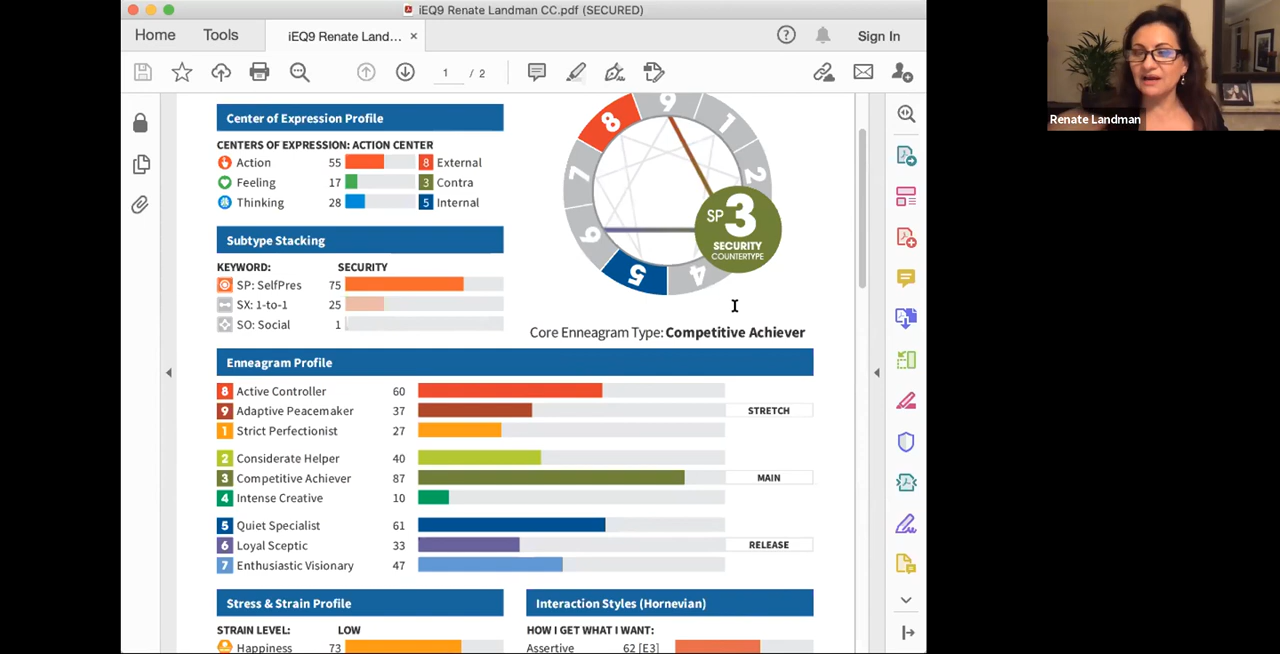 iEQ9 Renate Landman CC.pdf (SECURED)
Home Tools iEQ9 Renate Land... × Sign In
1 / 2
Renate Landman
Center of Expression Profile
CENTERS OF EXPRESSION: ACTION CENTER
Action 55 8 External
Feeling 17 3 Contra
Thinking 28 5 Internal
8 9 1 2 4 5 6 7
SP 3
SECURITY
COUNTERTYPE
Subtype Stacking
KEYWORD: SECURITY
SP: SelfPres 75
SX: 1-to-1 25
SO: Social 1
Core Enneagram Type: Competitive Achiever
Enneagram Profile
8 Active Controller 60
9 Adaptive Peacemaker 37 STRETCH
1 Strict Perfectionist 27
2 Considerate Helper 40
3 Competitive Achiever 87 MAIN
4 Intense Creative 10
5 Quiet Specialist 61
6 Loyal Sceptic 33 RELEASE
7 Enthusiastic Visionary 47
Stress & Strain Profile
STRAIN LEVEL: LOW
Happiness 73
Interaction Styles (Hornevian)
HOW I GET WHAT I WANT:
Assertive 62 [E3]